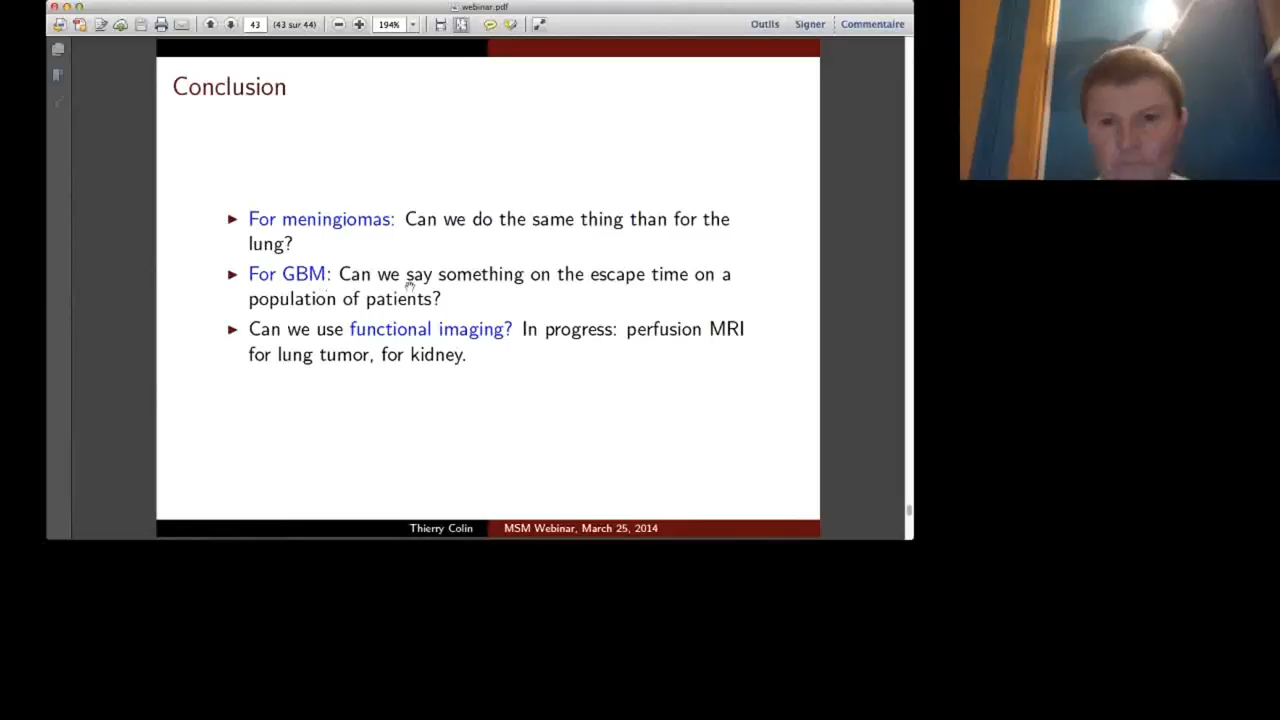 webinar.pdf
43 (43 sur 44) 194% Outils Signer Commentaire
Conclusion
For meningiomas: Can we do the same thing than for the
lung?
For GBM: Can we say something on the escape time on a
population of patients?
Can we use functional imaging? In progress: perfusion MRI
for lung tumor, for kidney.
Thierry Colin MSM Webinar, March 25, 2014